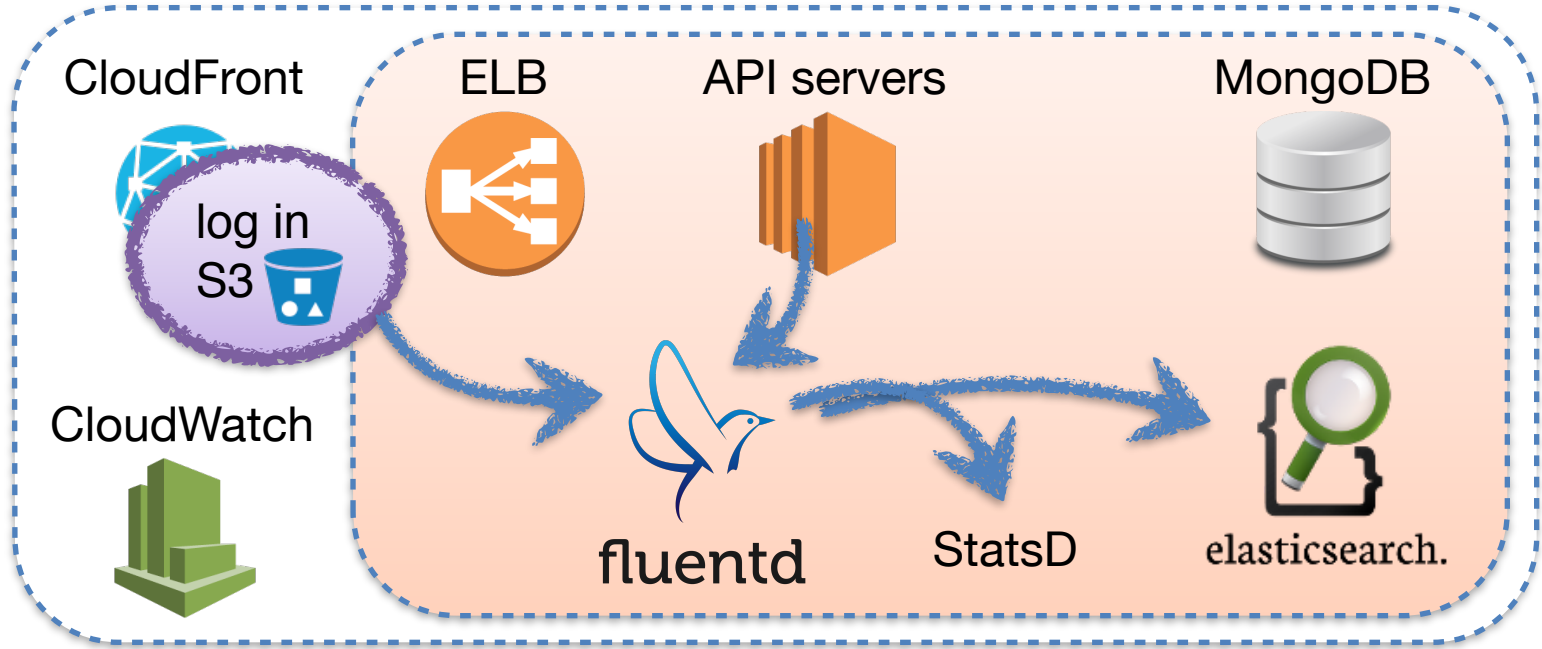 CloudFront
ELB
API servers
MongoDB
log in
S3
CloudWatch
fluentd
StatsD
elasticsearch.